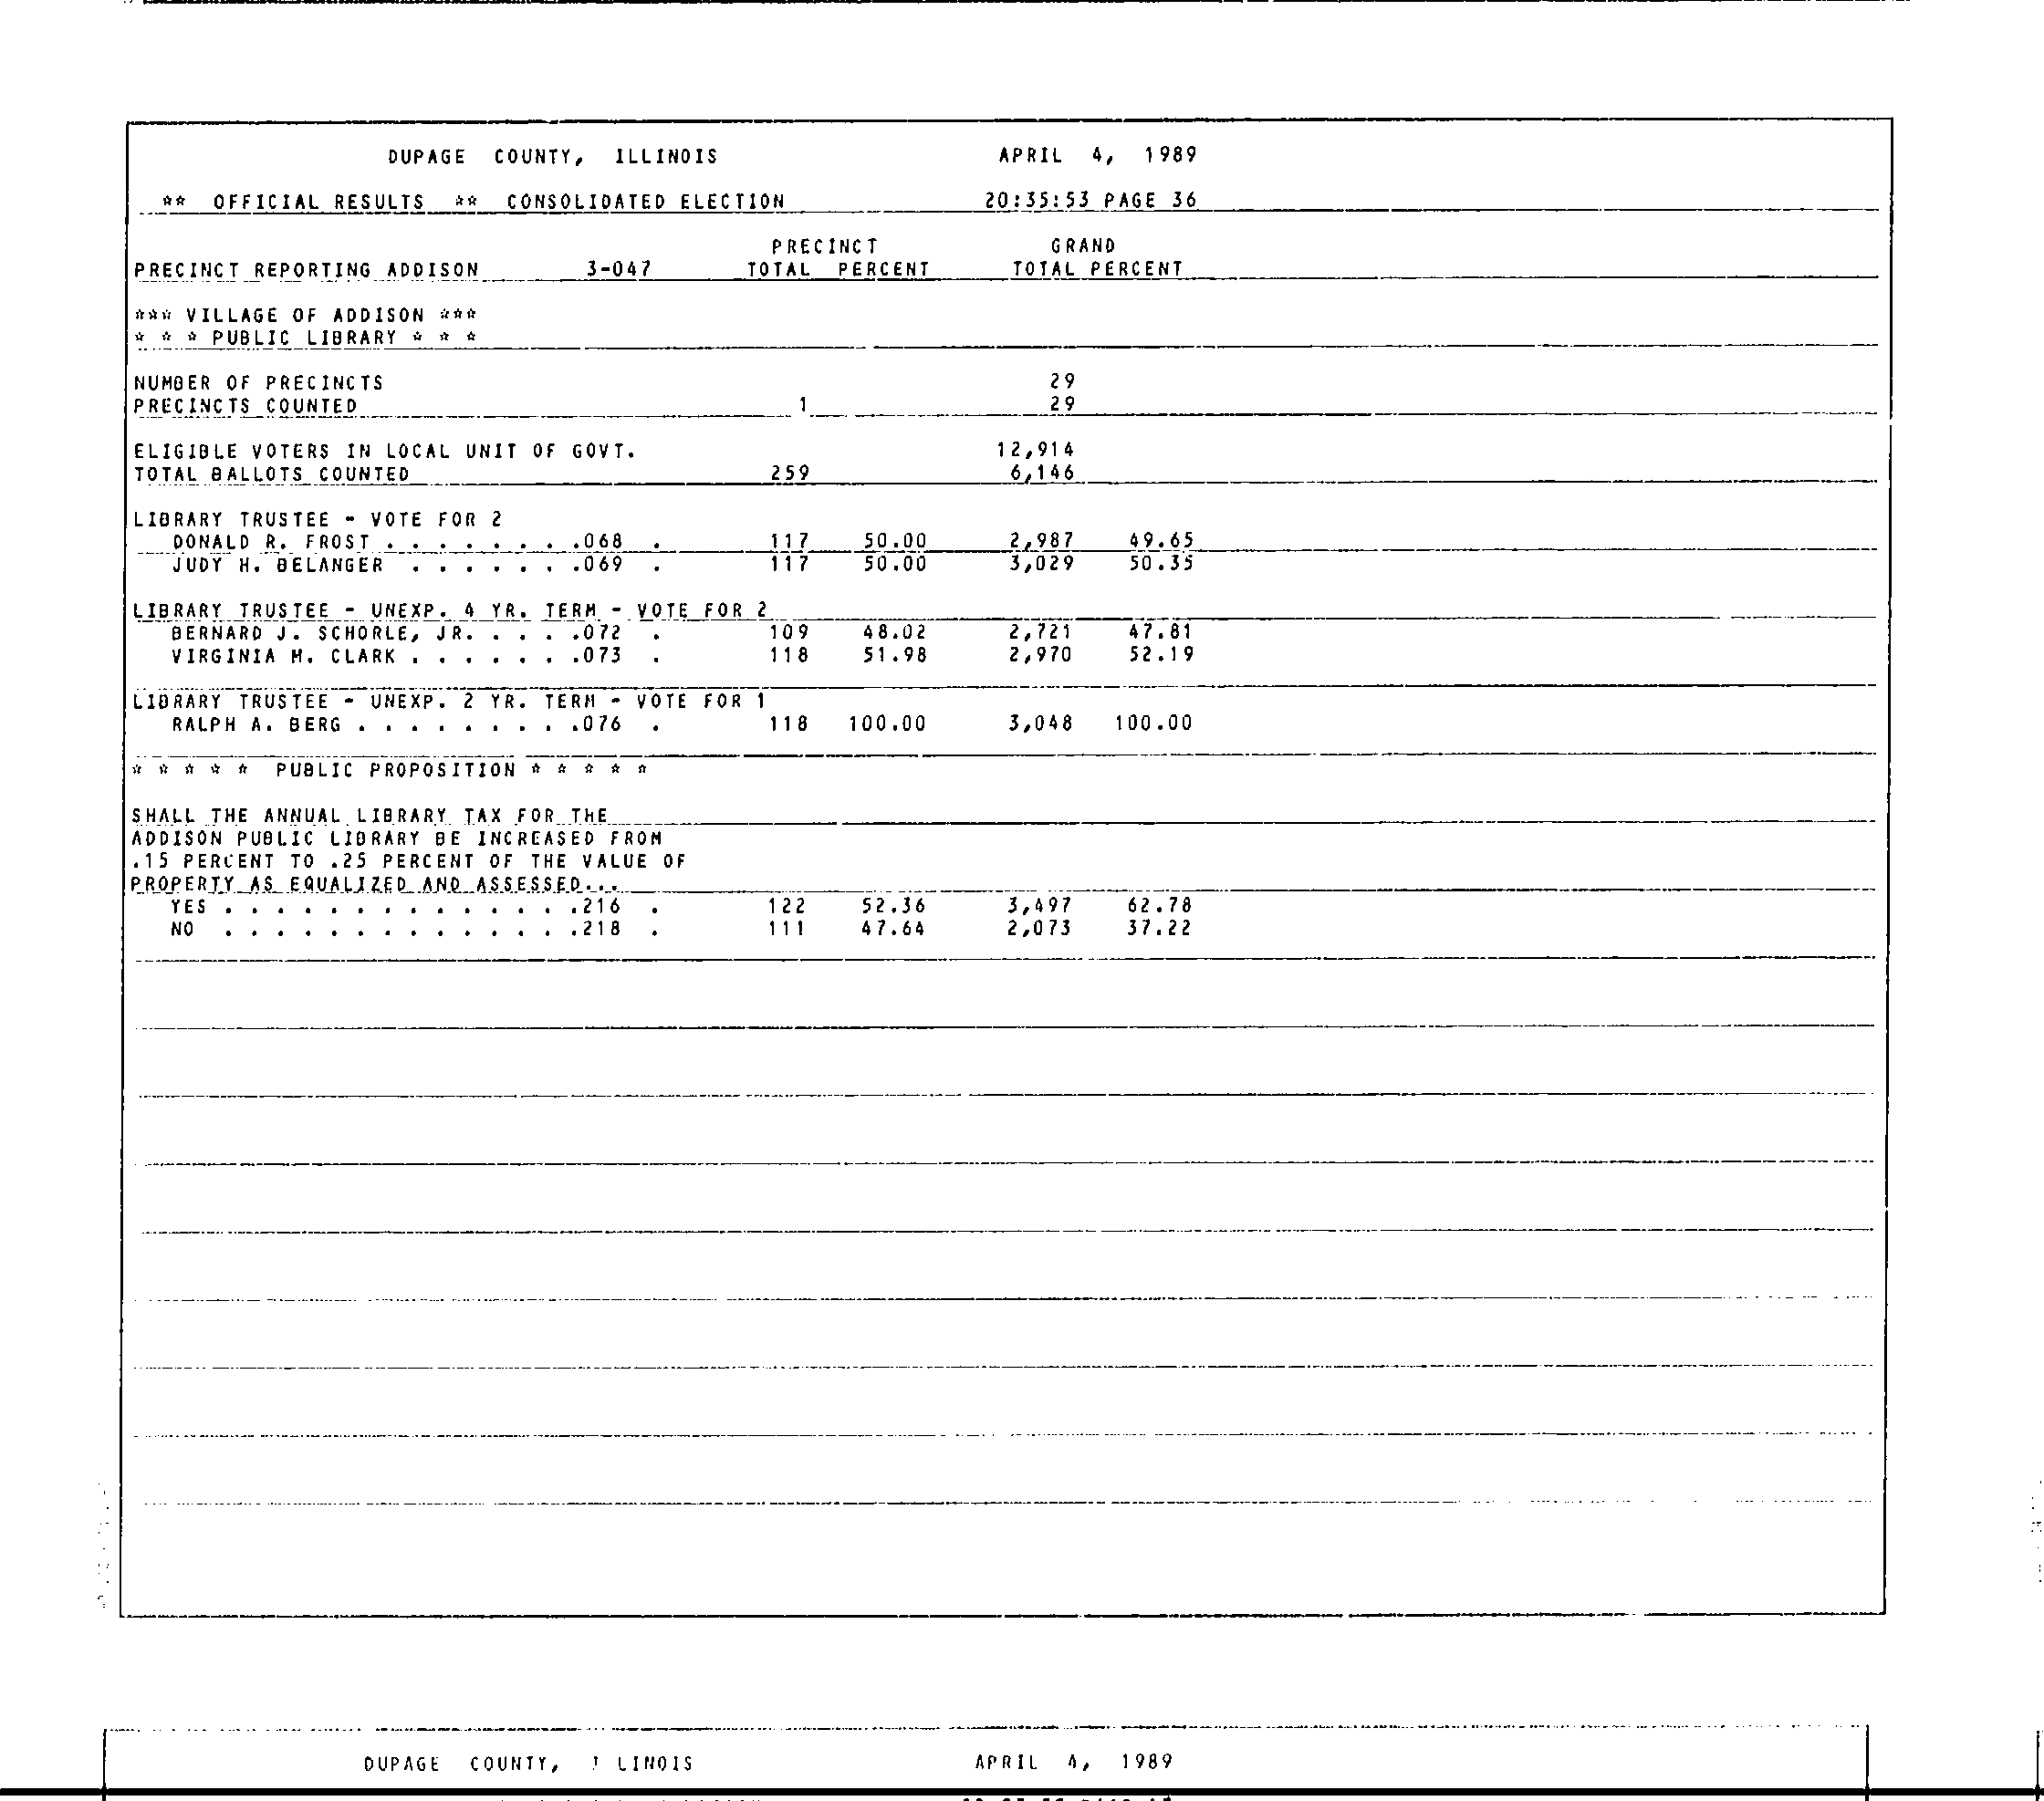 DUPAGE COUNTY, ILLINOIS APRIL 4, 1989
** OFFICIAL RESULTS ** CONSOLIDATED ELECTION 20:35:53 PAGE 36
PRECINCT GRAND
PRECINCT REPORTING ADDISON 3-047 TOTAL PERCENT TOTAL PERCENT
*** VILLAGE OF ADDISON ***
* * * PUBLIC LIBRARY * * *
NUMBER OF PRECINCTS 29
PRECINCTS COUNTED 1 29
ELIGIBLE VOTERS IN LOCAL UNIT OF GOVT. 12,914
TOTAL BALLOTS COUNTED 259 6,146
LIBRARY TRUSTEE - VOTE FOR 2
DONALD R. FROST . . . . . . . .068 . 117 50.00 2,987 49.65
JUDY H. BELANGER . . . . . . .069 . 117 50.00 3,029 50.35
LIBRARY TRUSTEE - UNEXP. 4 YR. TERM - VOTE FOR 2
BERNARD J. SCHORLE, JR. . . . .072 . 109 48.02 2,721 47.81
VIRGINIA M. CLARK . . . . . . .073 . 118 51.98 2,970 52.19
LIBRARY TRUSTEE - UNEXP. 2 YR. TERM - VOTE FOR 1
RALPH A. BERG . . . . . . . . .076 . 118 100.00 3,048 100.00
* * * * * PUBLIC PROPOSITION * * * * *
SHALL THE ANNUAL LIBRARY TAX FOR THE
ADDISON PUBLIC LIBRARY BE INCREASED FROM
.15 PERCENT TO .25 PERCENT OF THE VALUE OF
PROPERTY AS EQUALIZED AND ASSESSED...
YES . . . . . . . . . . . . . .216 . 122 52.36 3,497 62.78
NO . . . . . . . . . . . . . .218 . 111 47.64 2,073 37.22
DUPAGE COUNTY, I LINOIS APRIL 4, 1989